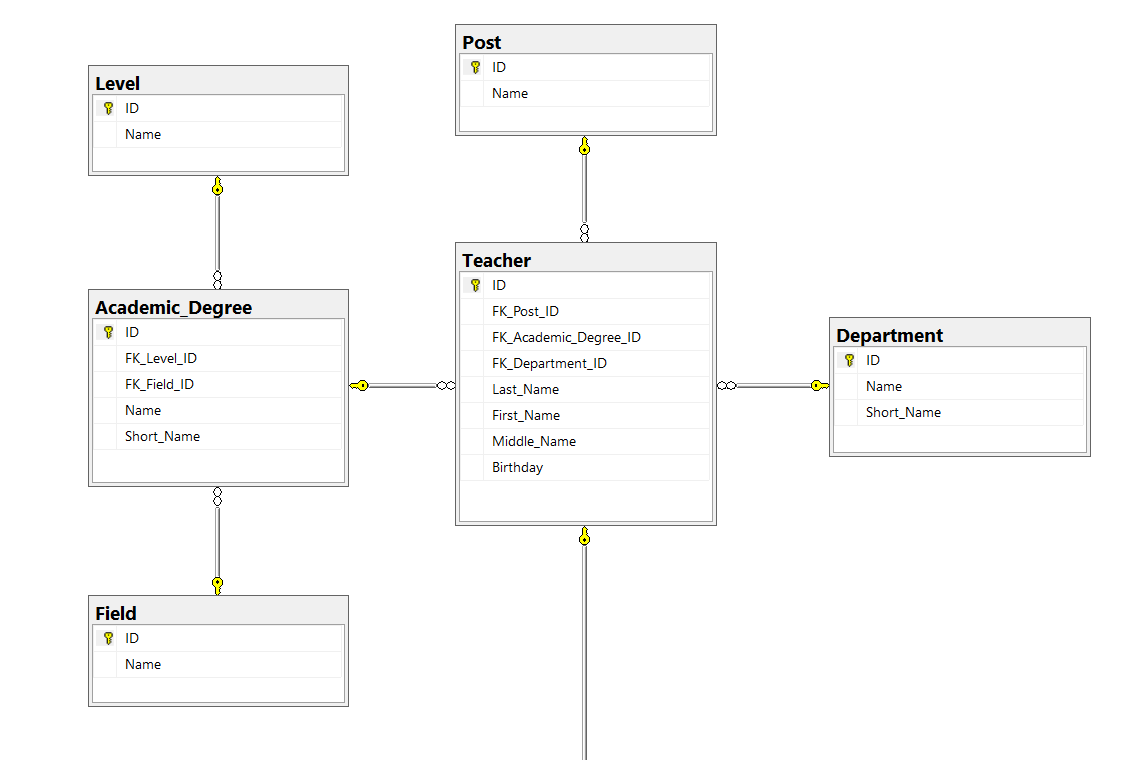 Post
ID
Name
Level
ID
Name
Teacher
ID
FK_Post_ID
FK_Academic_Degree_ID
FK_Department_ID
Last_Name
First_Name
Middle_Name
Birthday
Academic_Degree
ID
FK_Level_ID
FK_Field_ID
Name
Short_Name
Department
ID
Name
Short_Name
Field
ID
Name